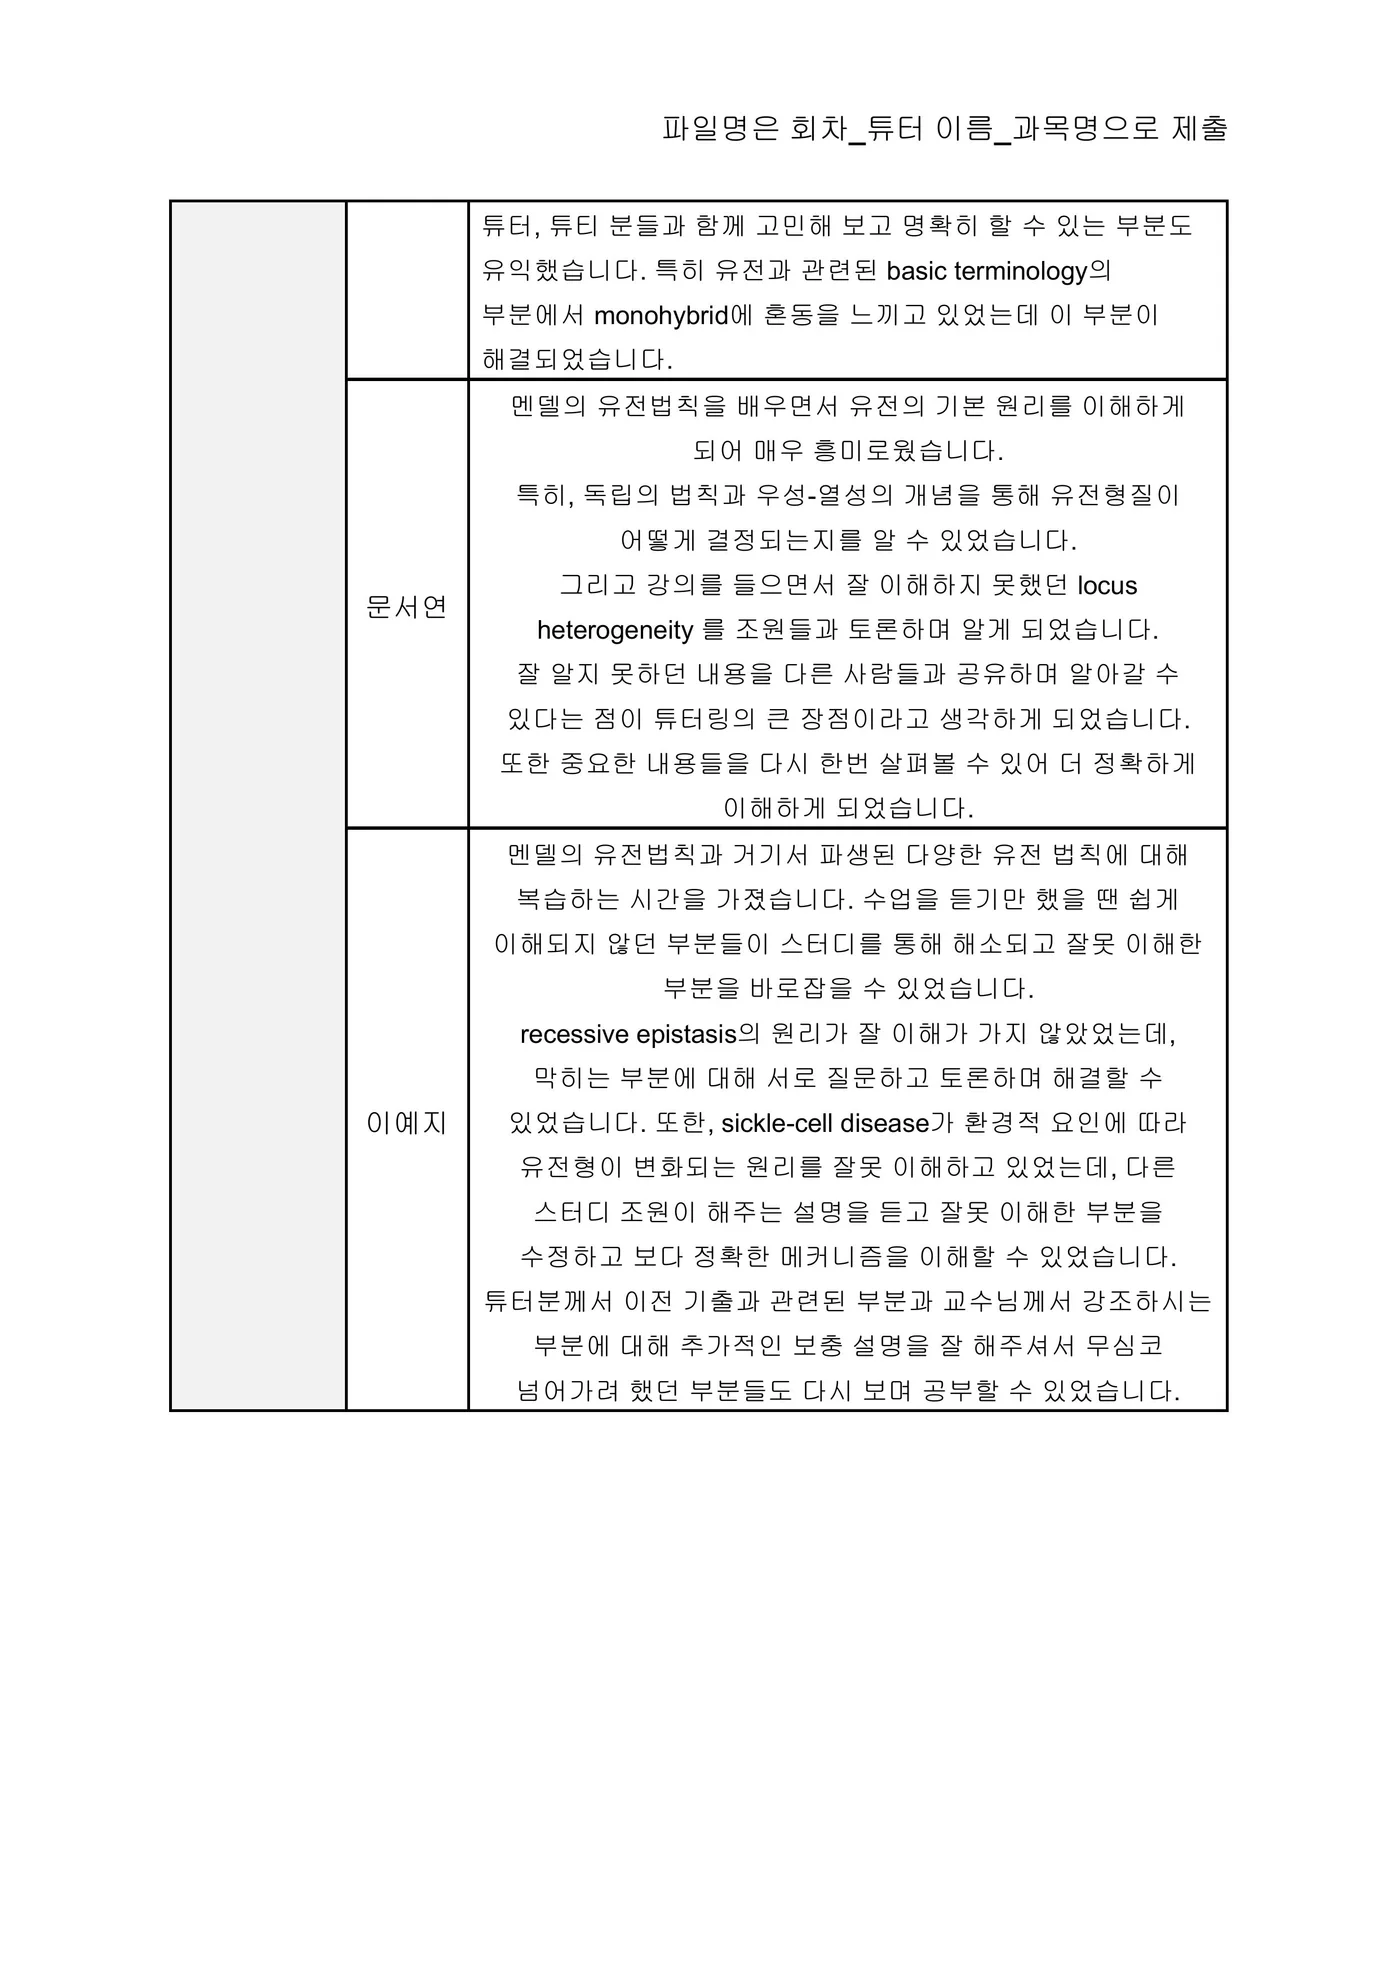 파일명은 회차_튜터 이름_과목명으로 제출
튜터, 튜티 분들과 함께 고민해 보고 명확히 할 수 있는 부분도
유익했습니다. 특히 유전과 관련된 basic terminology의
부분에서 monohybrid에 혼동을 느끼고 있었는데 이 부분이
해결되었습니다.
문서연
멘델의 유전법칙을 배우면서 유전의 기본 원리를 이해하게
되어 매우 흥미로웠습니다.
특히, 독립의 법칙과 우성-열성의 개념을 통해 유전형질이
어떻게 결정되는지를 알 수 있었습니다.
그리고 강의를 들으면서 잘 이해하지 못했던 locus
heterogeneity 를 조원들과 토론하며 알게 되었습니다.
잘 알지 못하던 내용을 다른 사람들과 공유하며 알아갈 수
있다는 점이 튜터링의 큰 장점이라고 생각하게 되었습니다.
또한 중요한 내용들을 다시 한번 살펴볼 수 있어 더 정확하게
이해하게 되었습니다.
이예지
멘델의 유전법칙과 거기서 파생된 다양한 유전 법칙에 대해
복습하는 시간을 가졌습니다. 수업을 듣기만 했을 땐 쉽게
이해되지 않던 부분들이 스터디를 통해 해소되고 잘못 이해한
부분을 바로잡을 수 있었습니다.
recessive epistasis의 원리가 잘 이해가 가지 않았었는데,
막히는 부분에 대해 서로 질문하고 토론하며 해결할 수
있었습니다. 또한, sickle-cell disease가 환경적 요인에 따라
유전형이 변화되는 원리를 잘못 이해하고 있었는데, 다른
스터디 조원이 해주는 설명을 듣고 잘못 이해한 부분을
수정하고 보다 정확한 메커니즘을 이해할 수 있었습니다.
튜터분께서 이전 기출과 관련된 부분과 교수님께서 강조하시는
부분에 대해 추가적인 보충 설명을 잘 해주셔서 무심코
넘어가려 했던 부분들도 다시 보며 공부할 수 있었습니다.